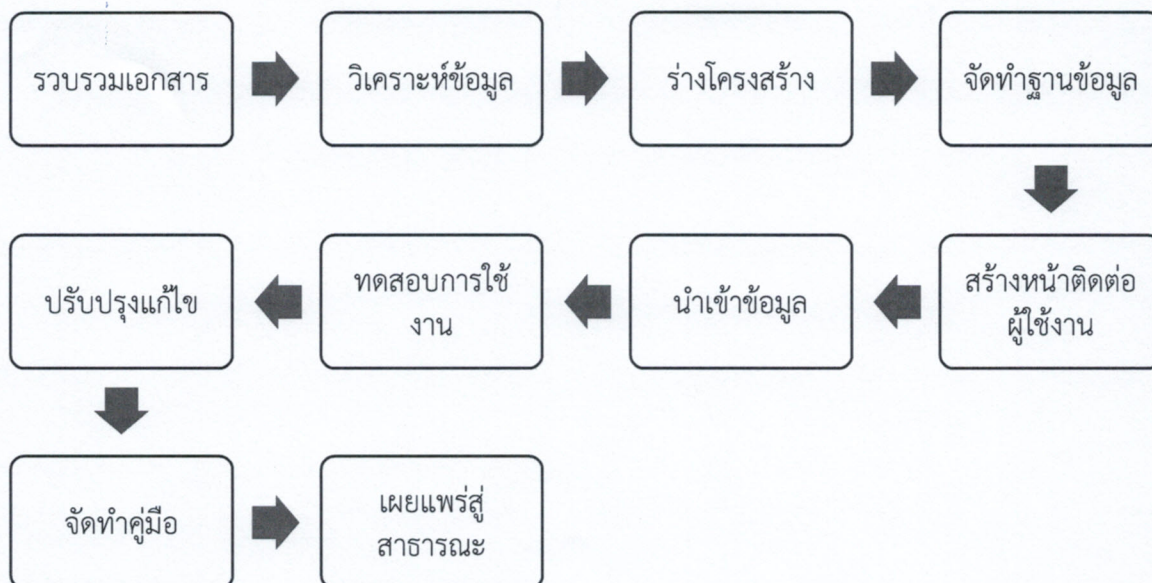 รวบรวมเอกสาร
วิเคราะห์ข้อมูล
ร่างโครงสร้าง
จัดทำฐานข้อมูล
สร้างหน้าติดต่อ
ผู้ใช้งาน
นำเข้าข้อมูล
ทดสอบการใช้
งาน
ปรับปรุงแก้ไข
จัดทำคู่มือ
เผยแพร่สู่
สาธารณะ